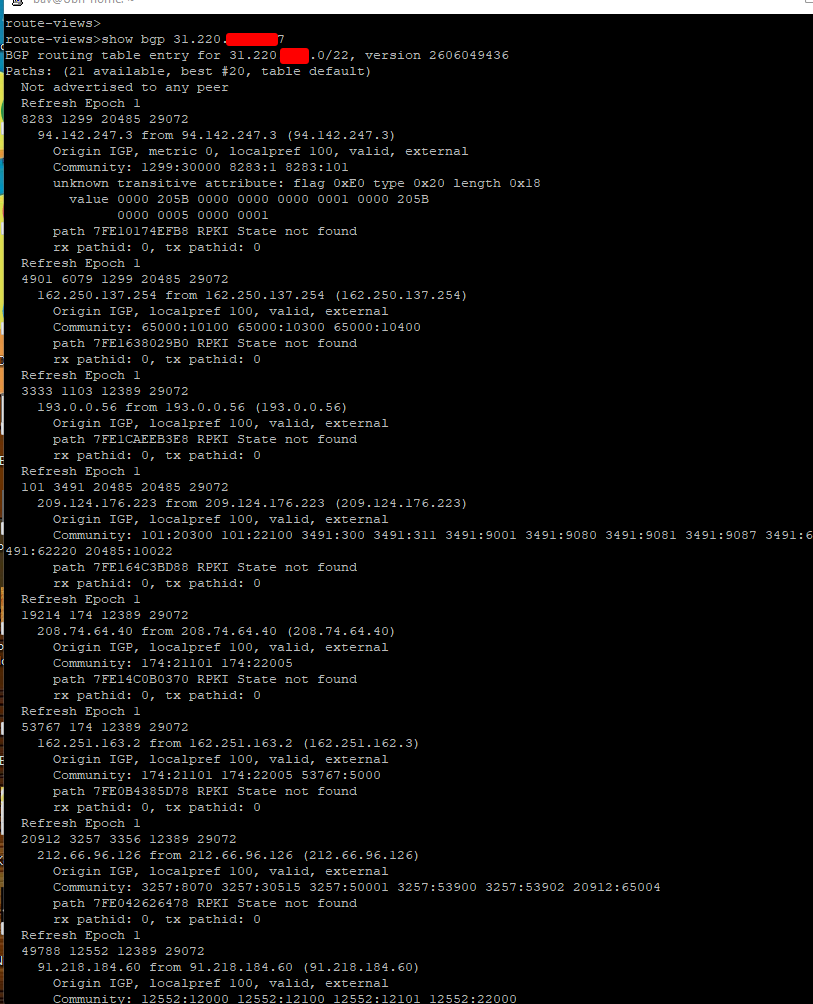 route-views>
route-views>show bgp 31.220. 7
BGP routing table entry for 31.220 .0/22, version 2606049436
Paths: (21 available, best #20, table default)
Not advertised to any peer
Refresh Epoch 1
8283 1299 20485 29072
94.142.247.3 from 94.142.247.3 (94.142.247.3)
Origin IGP, metric 0, localpref 100, valid, external
Community: 1299:30000 8283:1 8283:101
unknown transitive attribute: flag 0xE0 type 0x20 length 0x18
value 0000 205B 0000 0000 0000 0001 0000 205B
0000 0005 0000 0001
path 7FE10174EFB8 RPKI State not found
rx pathid: 0, tx pathid: 0
Refresh Epoch 1
4901 6079 1299 20485 29072
162.250.137.254 from 162.250.137.254 (162.250.137.254)
Origin IGP, localpref 100, valid, external
Community: 65000:10100 65000:10300 65000:10400
path 7FE1638029B0 RPKI State not found
rx pathid: 0, tx pathid: 0
Refresh Epoch 1
3333 1103 12389 29072
193.0.0.56 from 193.0.0.56 (193.0.0.56)
Origin IGP, localpref 100, valid, external
path 7FE1CAEEB3E8 RPKI State not found
rx pathid: 0, tx pathid: 0
Refresh Epoch 1
101 3491 20485 20485 29072
209.124.176.223 from 209.124.176.223 (209.124.176.223)
Origin IGP, localpref 100, valid, external
Community: 101:20300 101:22100 3491:300 3491:311 3491:9001 3491:9080 3491:9081 3491:9087 3491:6
491:62220 20485:10022
path 7FE164C3BD88 RPKI State not found
rx pathid: 0, tx pathid: 0
Refresh Epoch 1
19214 174 12389 29072
208.74.64.40 from 208.74.64.40 (208.74.64.40)
Origin IGP, localpref 100, valid, external
Community: 174:21101 174:22005
path 7FE14C0B0370 RPKI State not found
rx pathid: 0, tx pathid: 0
Refresh Epoch 1
53767 174 12389 29072
162.251.163.2 from 162.251.163.2 (162.251.162.3)
Origin IGP, localpref 100, valid, external
Community: 174:21101 174:22005 53767:5000
path 7FE0B4385D78 RPKI State not found
rx pathid: 0, tx pathid: 0
Refresh Epoch 1
20912 3257 3356 12389 29072
212.66.96.126 from 212.66.96.126 (212.66.96.126)
Origin IGP, localpref 100, valid, external
Community: 3257:8070 3257:30515 3257:50001 3257:53900 3257:53902 20912:65004
path 7FE042626478 RPKI State not found
rx pathid: 0, tx pathid: 0
Refresh Epoch 1
49788 12552 12389 29072
91.218.184.60 from 91.218.184.60 (91.218.184.60)
Origin IGP, localpref 100, valid, external
Community: 12552:12000 12552:12100 12552:12101 12552:22000